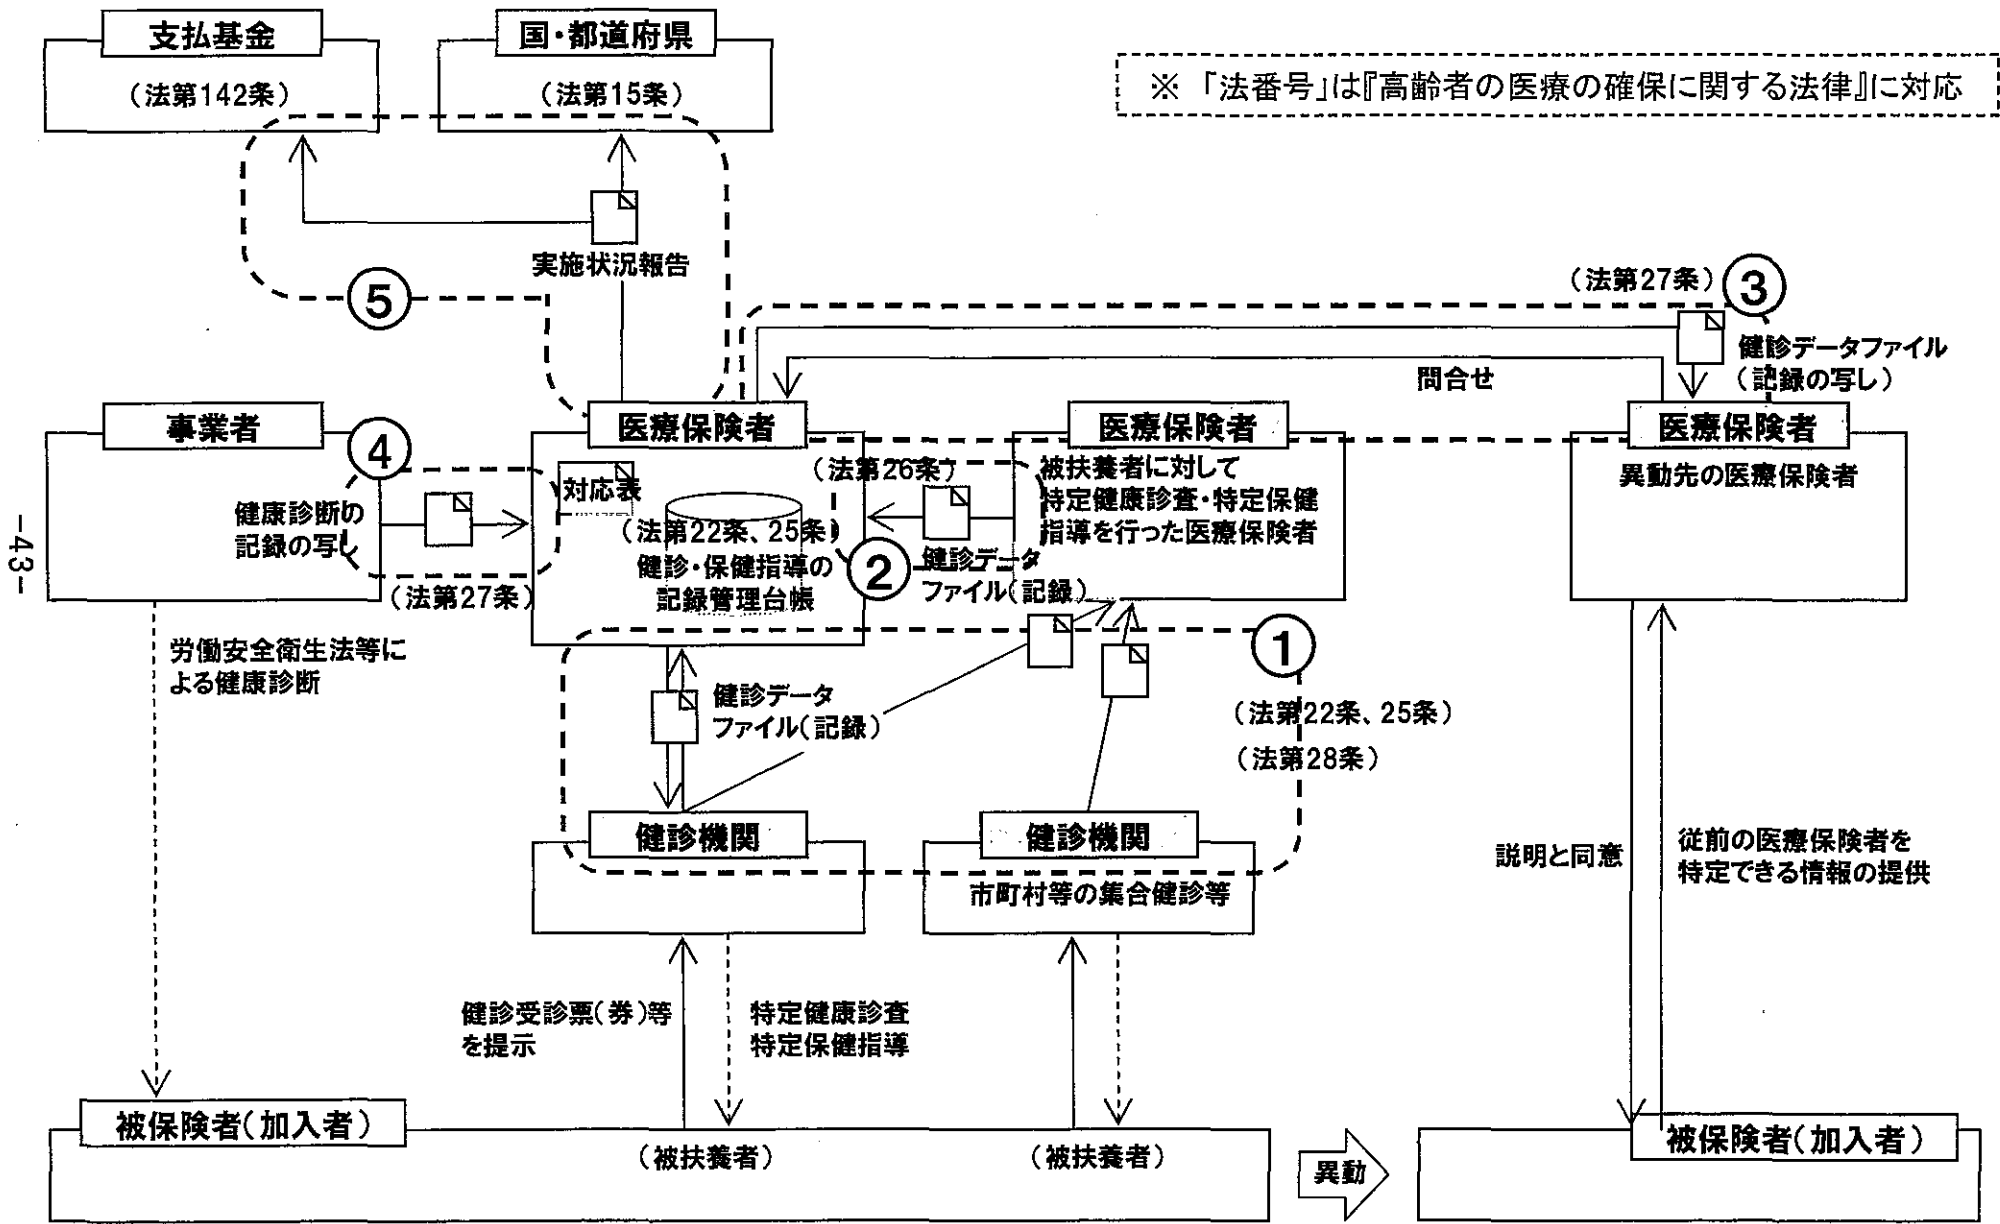 支払基金
（法第142条）
国・都道府県
（法第15条）
※ 「法番号」は『高齢者の医療の確保に関する法律』に対応
実施状況報告
⑤
（法第27条）
③
健診データファイル
（記録の写し）
問合せ
事業者
④
健康診断の
記録の写し
（法第27条）
医療保険者
対応表
（法第22条、25条）
健診・保健指導の
記録管理台帳
（法第26条）
②
健診データ
ファイル（記録）
医療保険者
被扶養者に対して
特定健康診査・特定保健
指導を行った医療保険者
医療保険者
異動先の医療保険者
－43－
労働安全衛生法等に
よる健康診断
健診データ
ファイル（記録）
①
（法第22条、25条）
（法第28条）
健診機関
健診機関
市町村等の集合健診等
説明と同意
従前の医療保険者を
特定できる情報の提供
健診受診票（券）等
を提示
特定健康診査
特定保健指導
被保険者（加入者）
（被扶養者）
（被扶養者）
異動
被保険者（加入者）